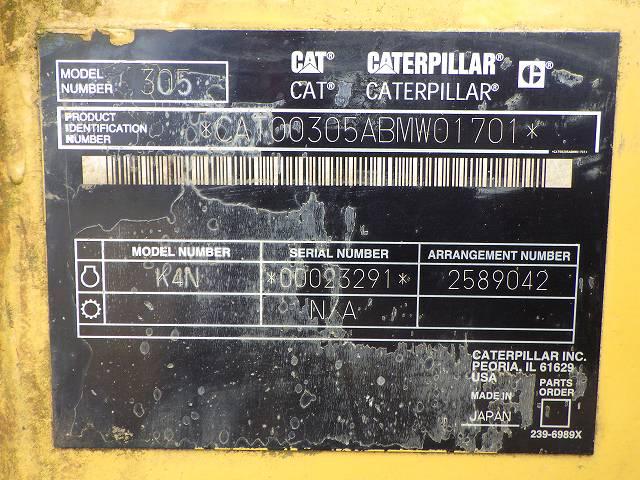 CAT® CATERPILLAR® C
CAT® CATERPILLAR®
MODEL NUMBER 305
PRODUCT IDENTIFICATION NUMBER *CAT00305ABMW01701*
*CAT00305ABMW01701*
MODEL NUMBER SERIAL NUMBER ARRANGEMENT NUMBER
K4N *00023291* 2589042
N/A
CATERPILLAR INC.
PEORIA, IL 61629
USA
MADE IN JAPAN
PARTS ORDER
239-6989X